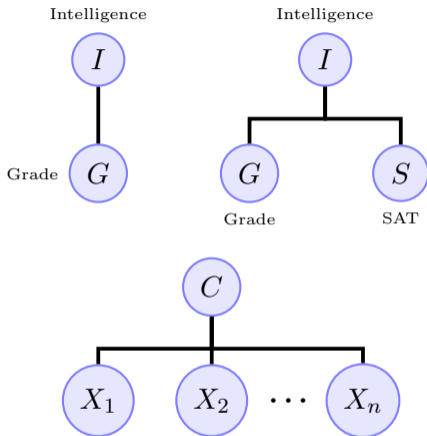 Intelligence
I
Grade
G
Intelligence
I
G
Grade
S
SAT
C
X₁
X₂
⋯
Xₙ